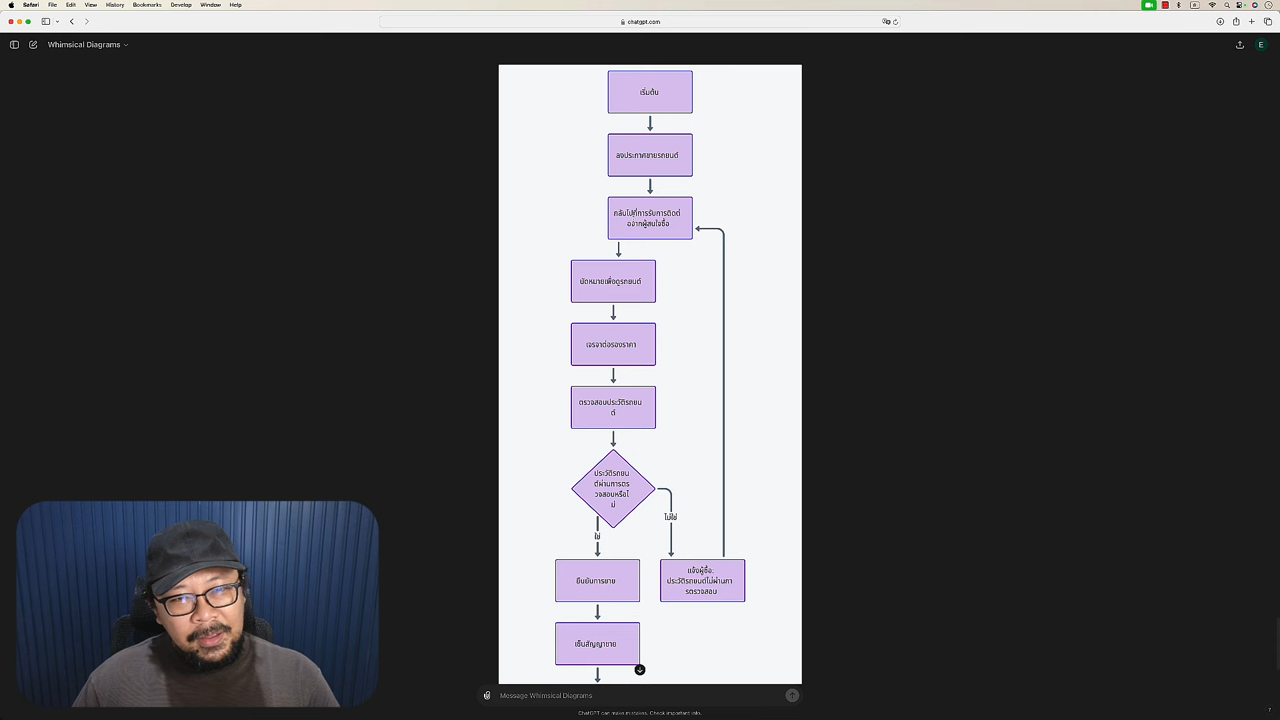 Safari File Edit View History Bookmarks Develop Window Help
chatgpt.com
Whimsical Diagrams
E
เริ่มต้น
ลงประกาศขายรถยนต์
กลับไปที่การรับการติดต่
อจากผู้สนใจซื้อ
นัดหมายเพื่อดูรถยนต์
เจรจาต่อรองราคา
ตรวจสอบประวัติรถยน
ต์
ประวัติรถยน
ต์ผ่านการตร
วจสอบหรือไ
ม่
ไม่ใช่
ใช่
ยืนยันการขาย
แจ้งผู้ซื้อ:
ประวัติรถยนต์ไม่ผ่านกา
รตรวจสอบ
เซ็นสัญญาขาย
Message Whimsical Diagrams
ChatGPT can make mistakes. Check important info.
?